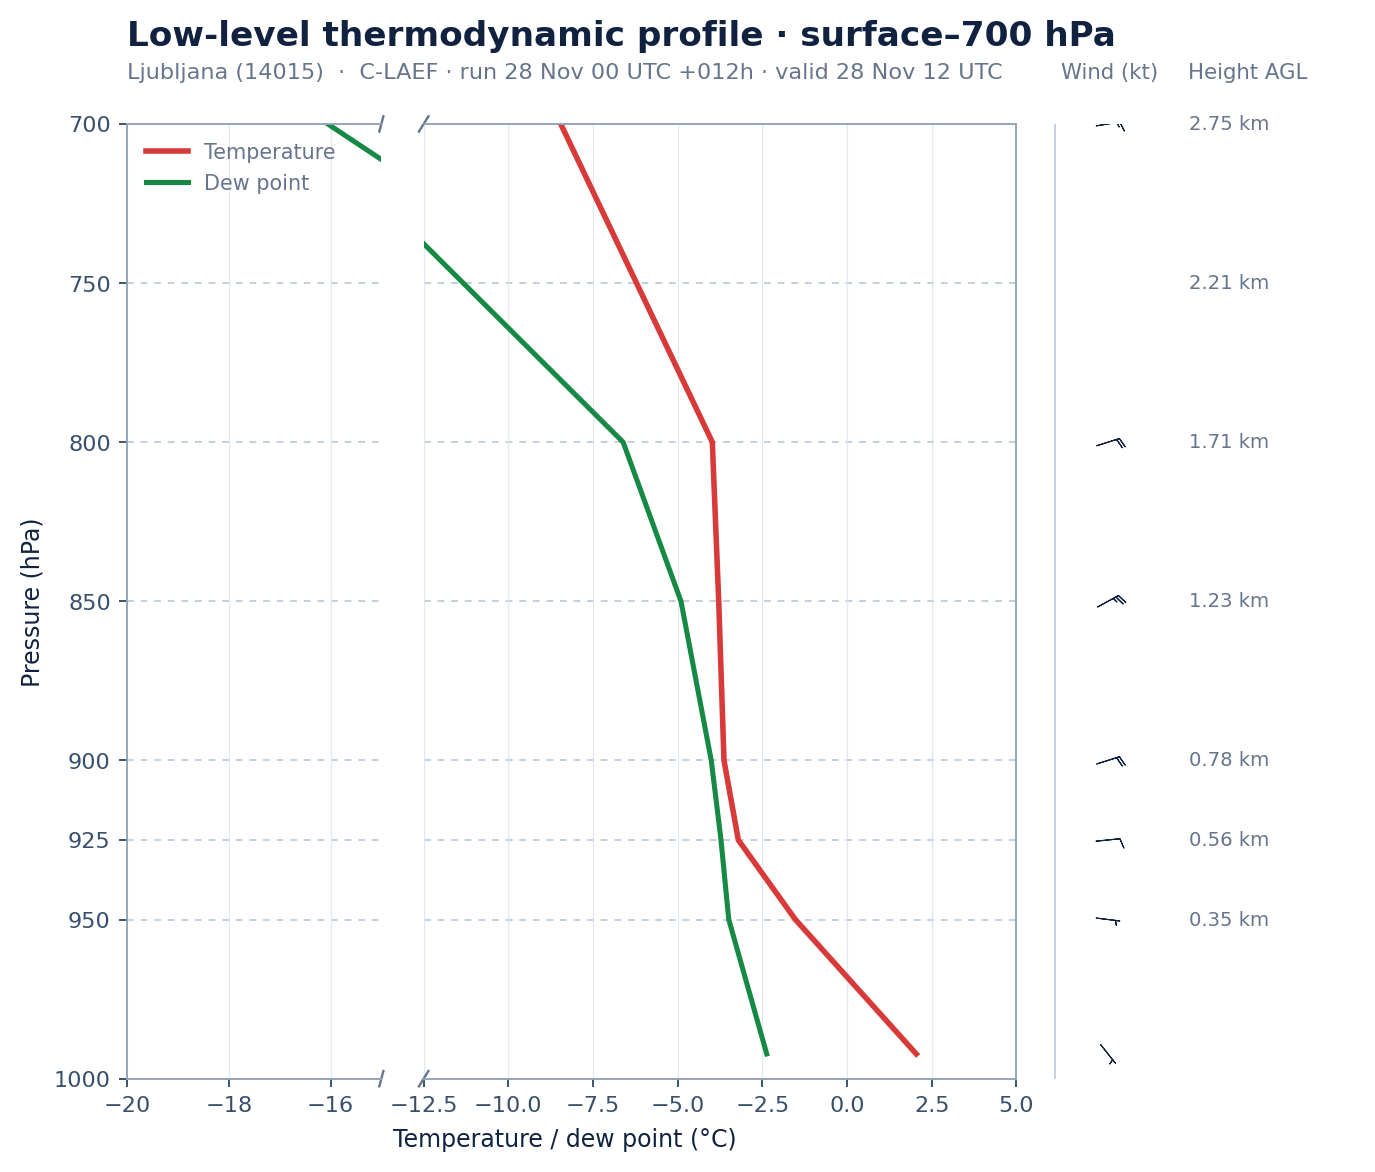 Low-level thermodynamic profile · surface–700 hPa
Ljubljana (14015)  ·  C-LAEF · run 28 Nov 00 UTC +012h · valid 28 Nov 12 UTC
Wind (kt)
Height AGL
Temperature
Dew point
700
2.75 km
750
2.21 km
800
1.71 km
850
1.23 km
900
0.78 km
925
0.56 km
950
0.35 km
1000
Pressure (hPa)
−20 −18 −16 −12.5 −10.0 −7.5 −5.0 −2.5 0.0 2.5 5.0
Temperature / dew point (°C)